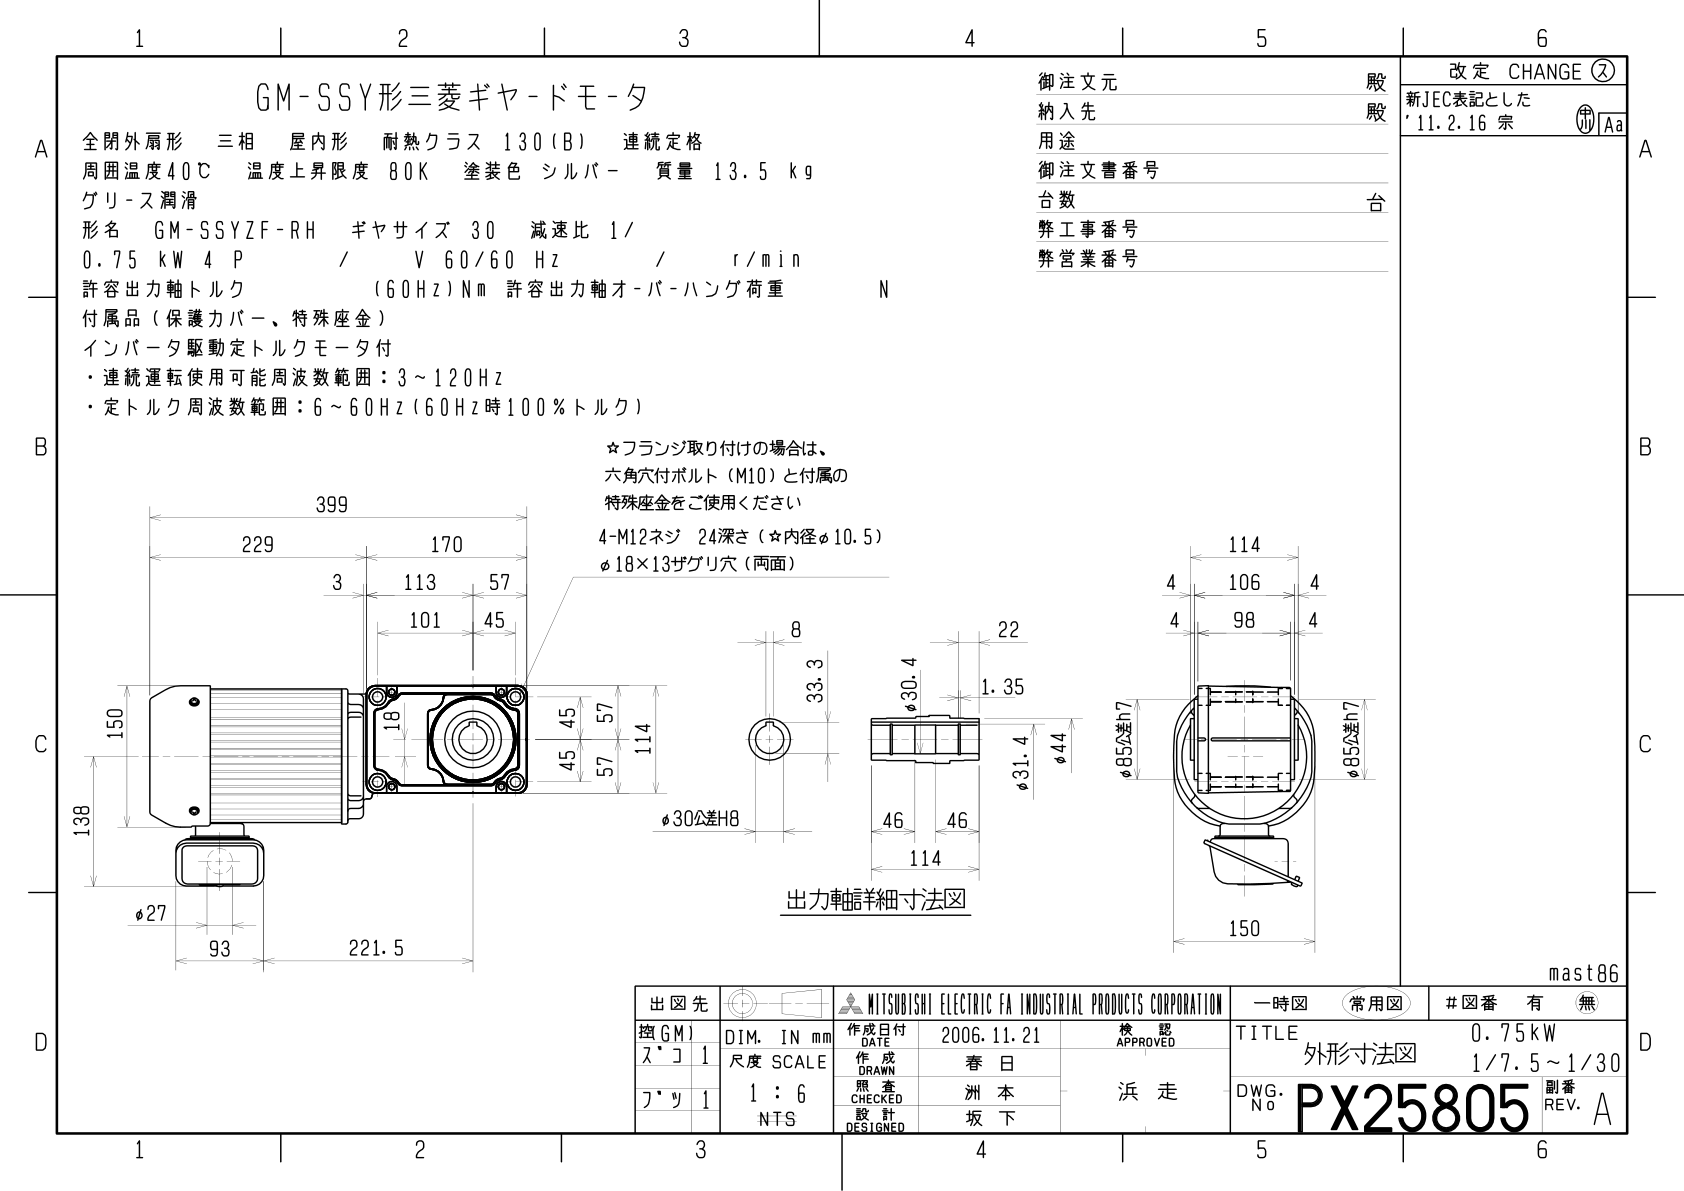 1 2 3 4 5 6
GM-SSY形三菱ギヤ-ドモ-タ
全閉外扇形 三相 屋内形 耐熱クラス 130(B) 連続定格
周囲温度40℃ 温度上昇限度 80K 塗装色 シルバー 質量 13.5 kg
グリ-ス潤滑
形名 GM-SSYZF-RH ギヤサイズ 30 減速比 1/
0.75 kW 4 P / V 60/60 Hz / r/min
許容出力軸トルク (60Hz)Nm 許容出力軸オ-バ-ハング荷重 N
付属品(保護カバー、特殊座金)
インバータ駆動定トルクモータ付
・連続運転使用可能周波数範囲:3~120Hz
・定トルク周波数範囲:6~60Hz(60Hz時100%トルク)
御注文元 殿
納入先 殿
用途
御注文書番号
台数 台
弊工事番号
弊営業番号
改定 CHANGE ス
新JEC表記とした
'11.2.16 宗 Aa
A A
B B
C C
D D
☆フランジ取り付けの場合は、
六角穴付ボルト(M10)と付属の
特殊座金をご使用ください
4-M12ネジ 24深さ(☆内径φ10.5)
φ18×13ザグリ穴(両面)
399
229 170
3 113 57
101 45
150
138
18
45 57
45 57
114
φ27
93 221.5
8
33.3
φ30公差H8
22
φ30.4
1.35
φ31.4
φ44
46 46
114
出力軸詳細寸法図
114
4 106 4
4 98 4
φ85公差h7 φ85公差h7
150
mast86
出図先 MITSUBISHI ELECTRIC FA INDUSTRIAL PRODUCTS CORPORATION 一時図 常用図 #図番 有 無
控(GM)
ズコ 1
ブツ 1
DIM. IN mm
尺度 SCALE
1 : 6
NTS
作成日付 DATE 2006.11.21
作成 DRAWN 春日
照査 CHECKED 洲本
設計 DESIGNED 坂下
検認 APPROVED
浜走
TITLE 外形寸法図
0.75kW
1/7.5~1/30
DWG. No PX25805
副番 REV. A
1 2 3 4 5 6